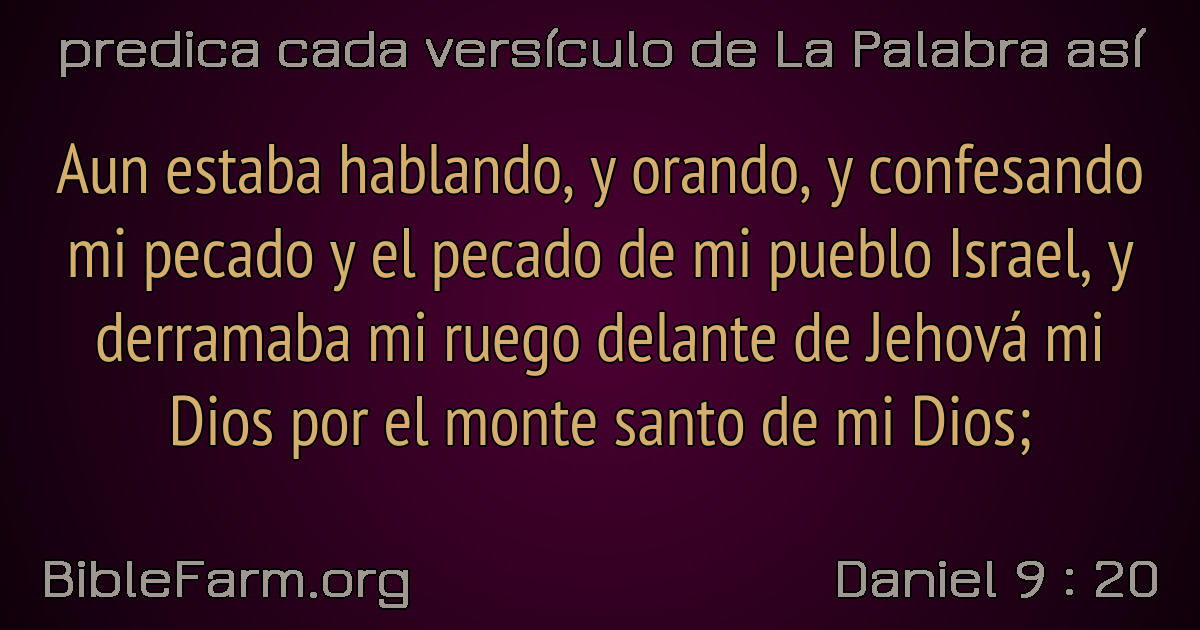 predica cada versículo de La Palabra así
Aun estaba hablando, y orando, y confesando
mi pecado y el pecado de mi pueblo Israel, y
derramaba mi ruego delante de Jehová mi
Dios por el monte santo de mi Dios;
BibleFarm.org
Daniel 9 : 20